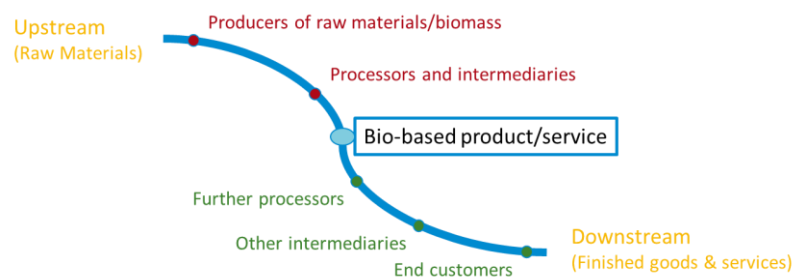 Upstream
(Raw Materials)
Producers of raw materials/biomass
Processors and intermediaries
Bio-based product/service
Further processors
Other intermediaries
End customers
Downstream
(Finished goods & services)